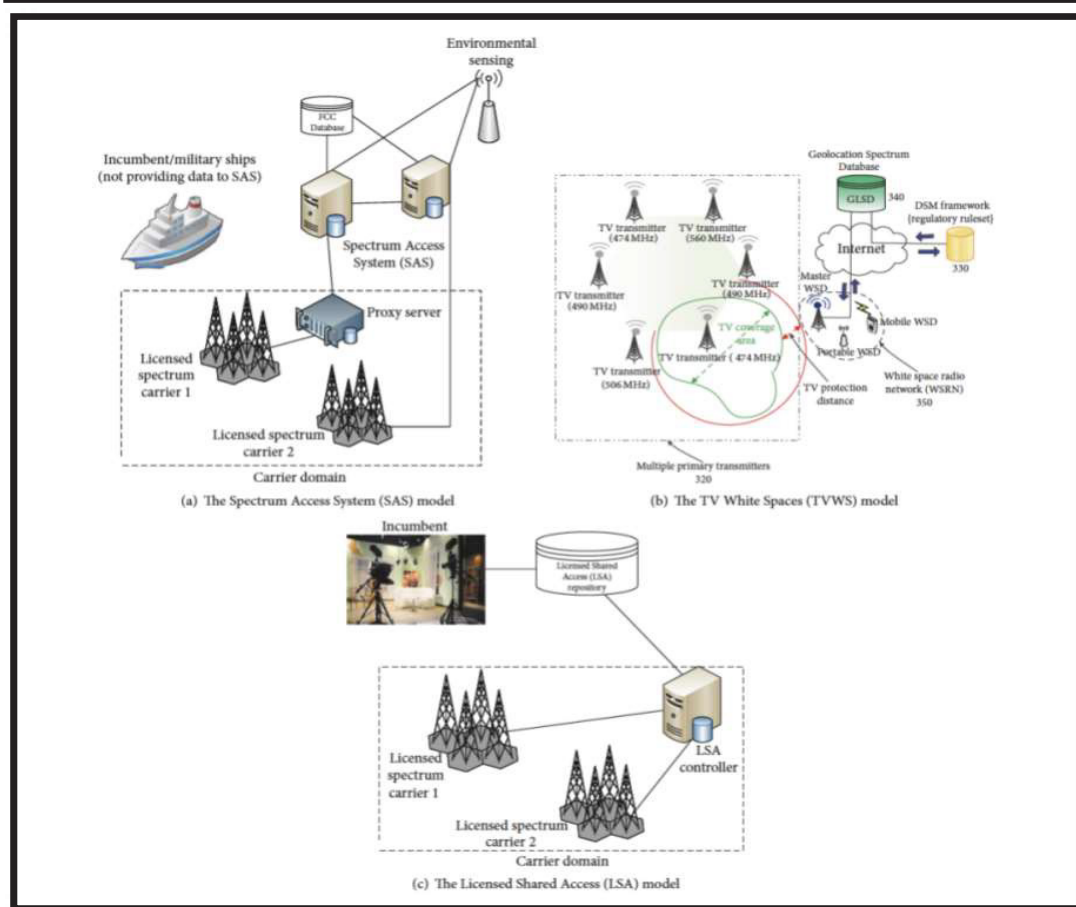 Environmental
sensing
FCC
Database
Incumbent/military ships
(not providing data to SAS)
Spectrum Access
System (SAS)
Proxy server
Licensed
spectrum
carrier 1
Licensed spectrum
carrier 2
Carrier domain
(a) The Spectrum Access System (SAS) model
Geolocation Spectrum
Database
GLSD
340
DSM framework
{regulatory ruleset}
330
Internet
TV transmitter
(474 MHz)
TV transmitter
(560 MHz)
TV transmitter
(490 MHz)
TV transmitter
(490 MHz)
TV coverage
area
TV transmitter ( 474 MHz)
TV transmitter
(506 MHz)
Master
WSD
Mobile WSD
Portable WSD
TV protection
distance
White space radio
network (WSRN)
350
Multiple primary transmitters
320
(b) The TV White Spaces (TVWS) model
Incumbent
Licensed Shared
Access (LSA)
repository
Licensed
spectrum
carrier 1
LSA
controller
Licensed spectrum
carrier 2
Carrier domain
(c) The Licensed Shared Access (LSA) model